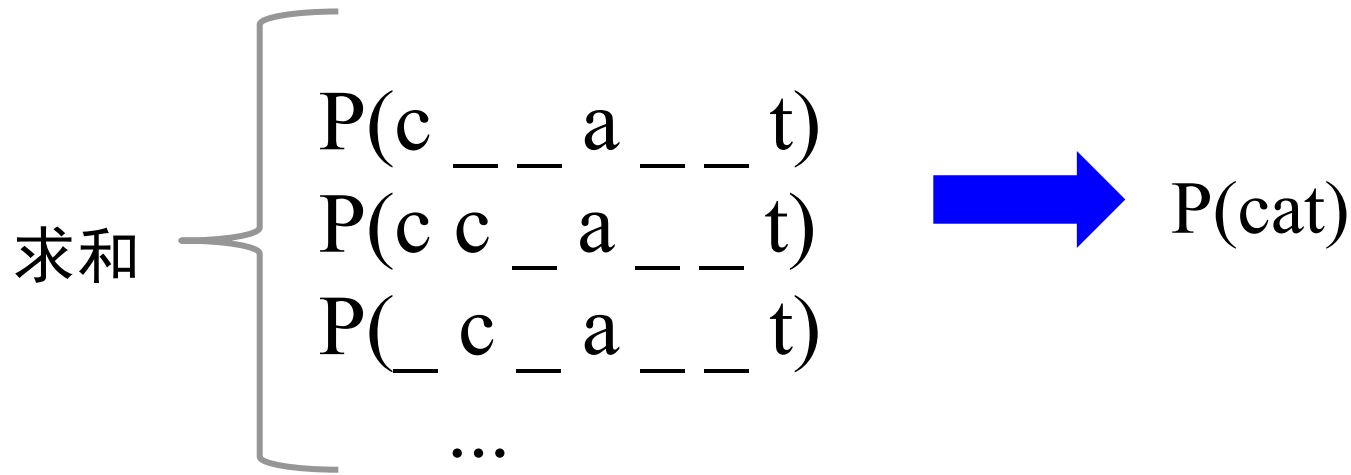 求和
P(c _ _ a _ _ t)
P(c c _ a _ _ t)
P(_ c _ a _ _ t)
...
P(cat)